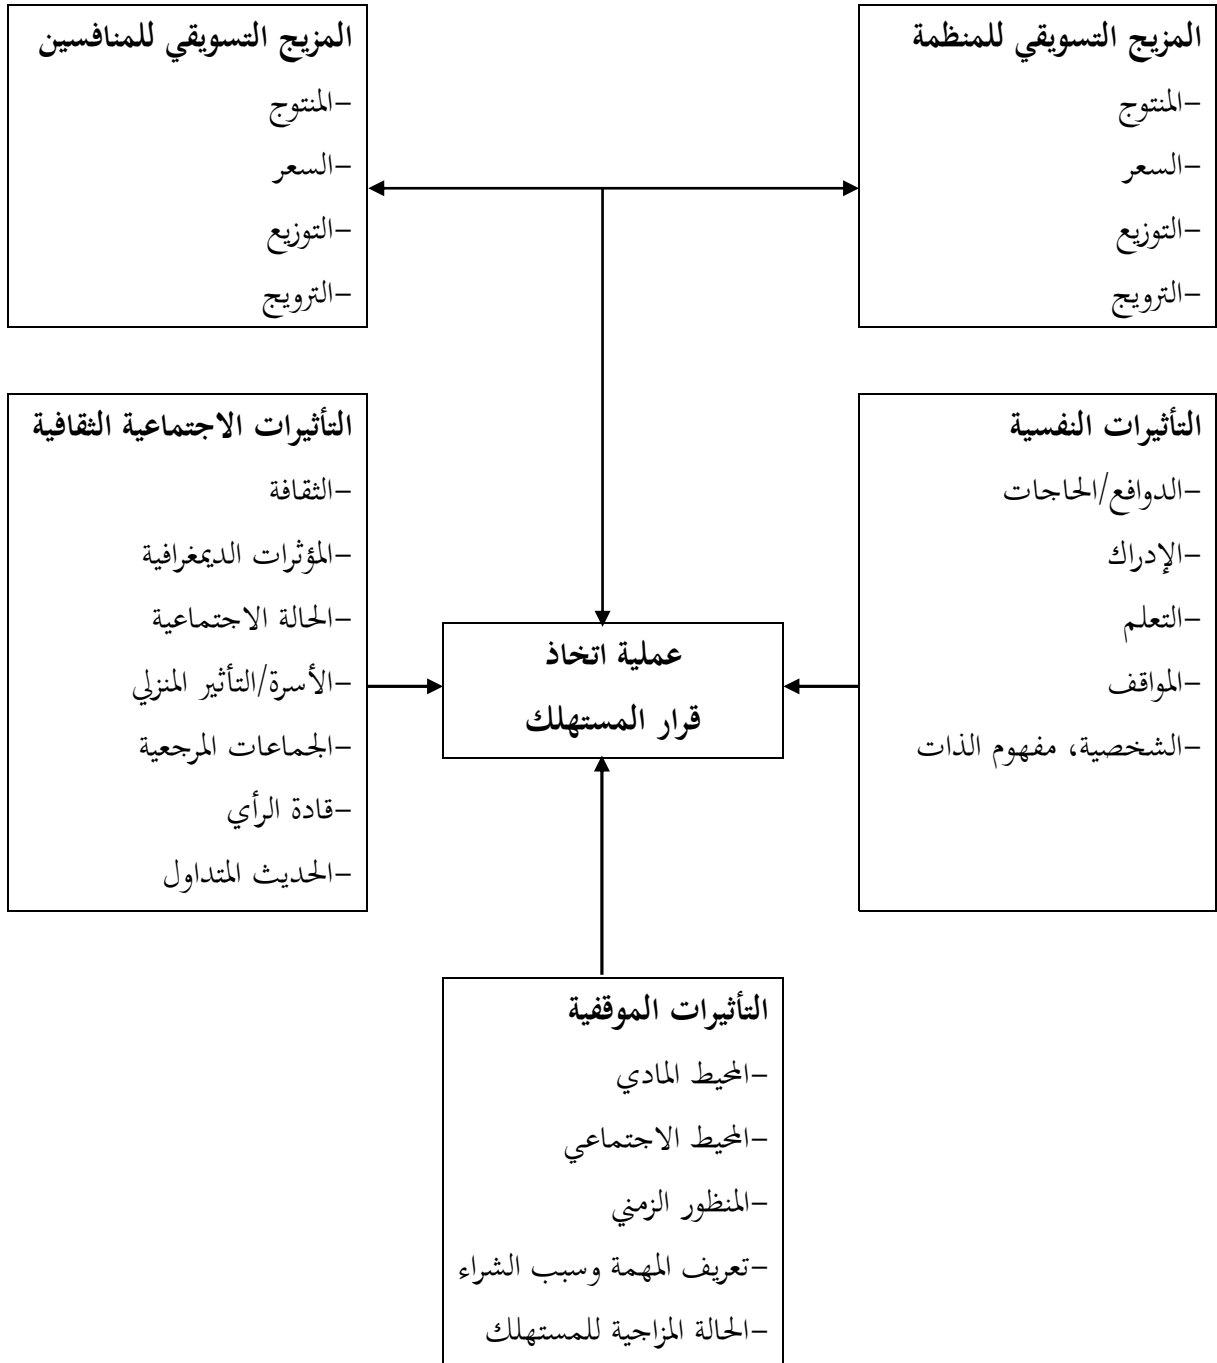 المزيج التسويقي للمنظمة
-المنتوج
-السعر
-التوزيع
-الترويج
المزيج التسويقي للمنافسين
-المنتوج
-السعر
-التوزيع
-الترويج
التأثيرات النفسية
-الدوافع/الحاجات
-الإدراك
-التعلم
-المواقف
-الشخصية، مفهوم الذات
عملية اتخاذ
قرار المستهلك
التأثيرات الاجتماعية الثقافية
-الثقافة
-المؤثرات الديمغرافية
-الحالة الاجتماعية
-الأسرة/التأثير المنزلي
-الجماعات المرجعية
-قادة الرأي
-الحديث المتداول
التأثيرات الموقفية
-المحيط المادي
-المحيط الاجتماعي
-المنظور الزمني
-تعريف المهمة وسبب الشراء
-الحالة المزاجية للمستهلك